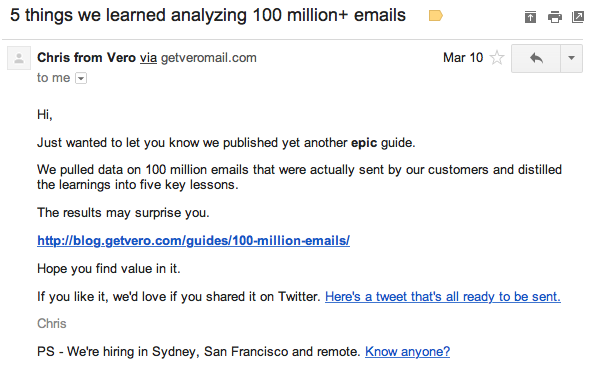 5 things we learned analyzing 100 million+ emails
Chris from Vero via getveromail.com
Mar 10
to me
Hi,
Just wanted to let you know we published yet another epic guide.
We pulled data on 100 million emails that were actually sent by our customers and distilled
the learnings into five key lessons.
The results may surprise you.
http://blog.getvero.com/guides/100-million-emails/
Hope you find value in it.
If you like it, we'd love if you shared it on Twitter. Here's a tweet that's all ready to be sent.
Chris
PS - We're hiring in Sydney, San Francisco and remote. Know anyone?